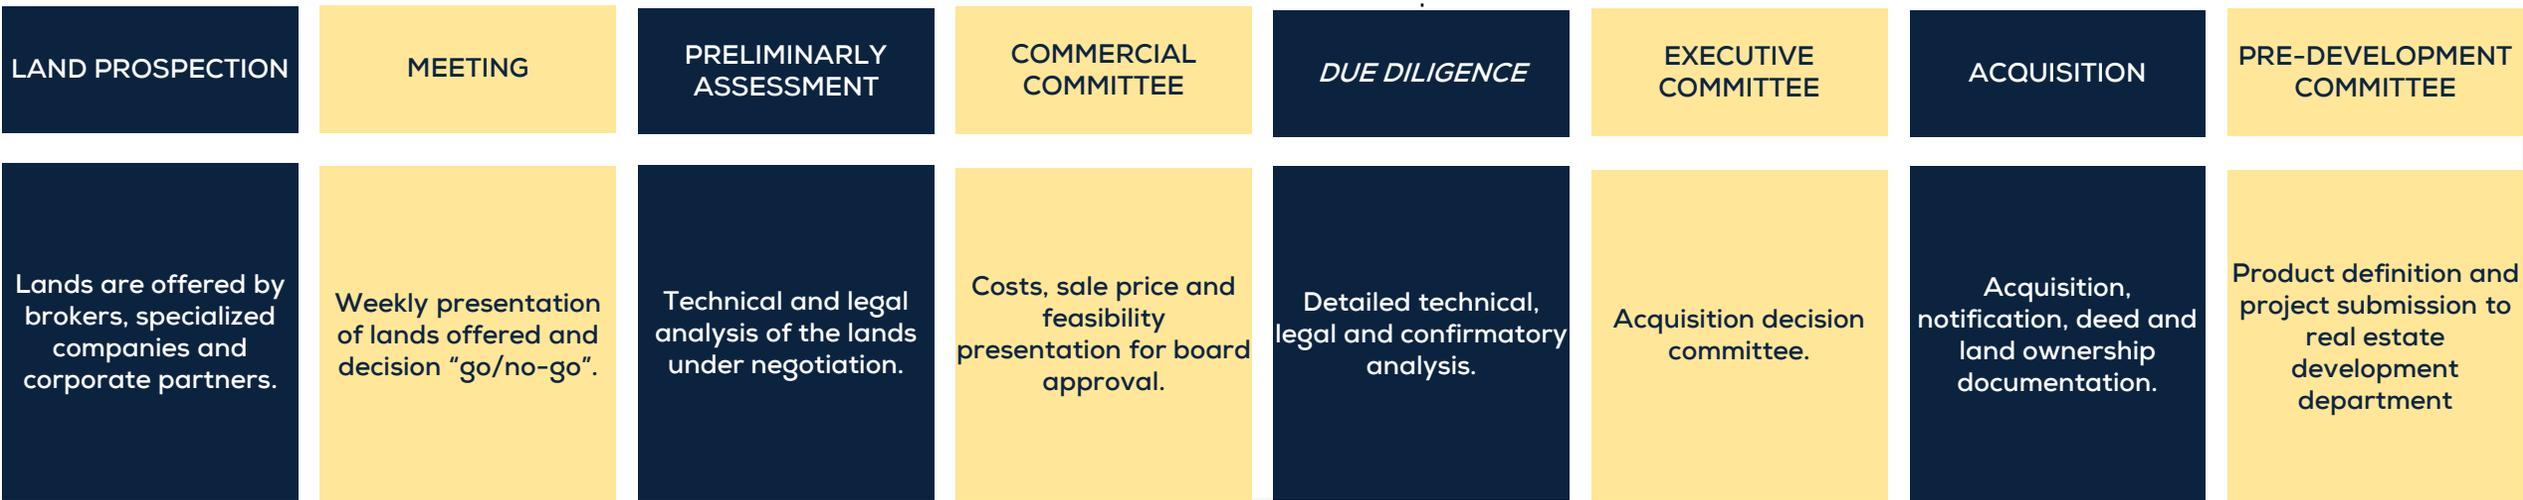 LAND PROSPECTION
MEETING
PRELIMINARLY
ASSESSMENT
COMMERCIAL
COMMITTEE
DUE DILIGENCE
EXECUTIVE
COMMITTEE
ACQUISITION
PRE-DEVELOPMENT
COMMITTEE
Lands are offered by
brokers, specialized
companies and
corporate partners.
Weekly presentation
of lands offered and
decision “go/no-go”.
Technical and legal
analysis of the lands
under negotiation.
Costs, sale price and
feasibility
presentation for board
approval.
Detailed technical,
legal and confirmatory
analysis.
Acquisition decision
committee.
Acquisition,
notification, deed and
land ownership
documentation.
Product definition and
project submission to
real estate
development
department